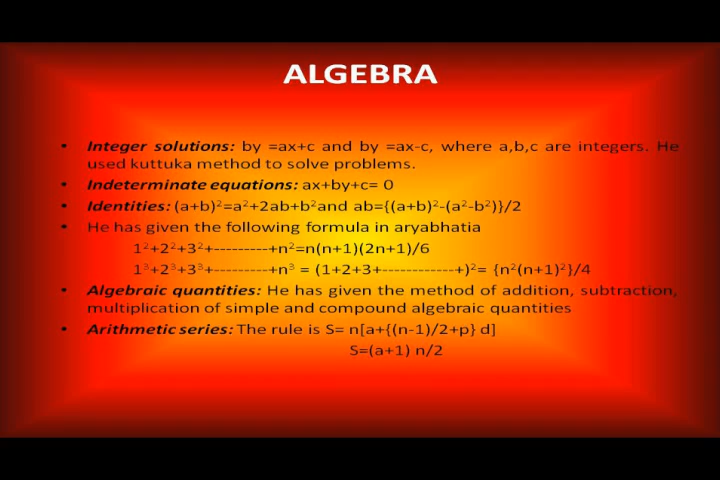 ALGEBRA
• Integer solutions: by =ax+c and by =ax-c, where a,b,c are integers. He
used kuttuka method to solve problems.
• Indeterminate equations: ax+by+c= 0
• Identities: (a+b)²=a²+2ab+b²and ab={(a+b)²-(a²-b²)}/2
• He has given the following formula in aryabhatia
1²+2²+3²+---------+n²=n(n+1)(2n+1)/6
1³+2³+3³+---------+n³ = (1+2+3+------------+)²= {n²(n+1)²}/4
• Algebraic quantities: He has given the method of addition, subtraction,
multiplication of simple and compound algebraic quantities
• Arithmetic series: The rule is S= n[a+{(n-1)/2+p} d]
S=(a+1) n/2